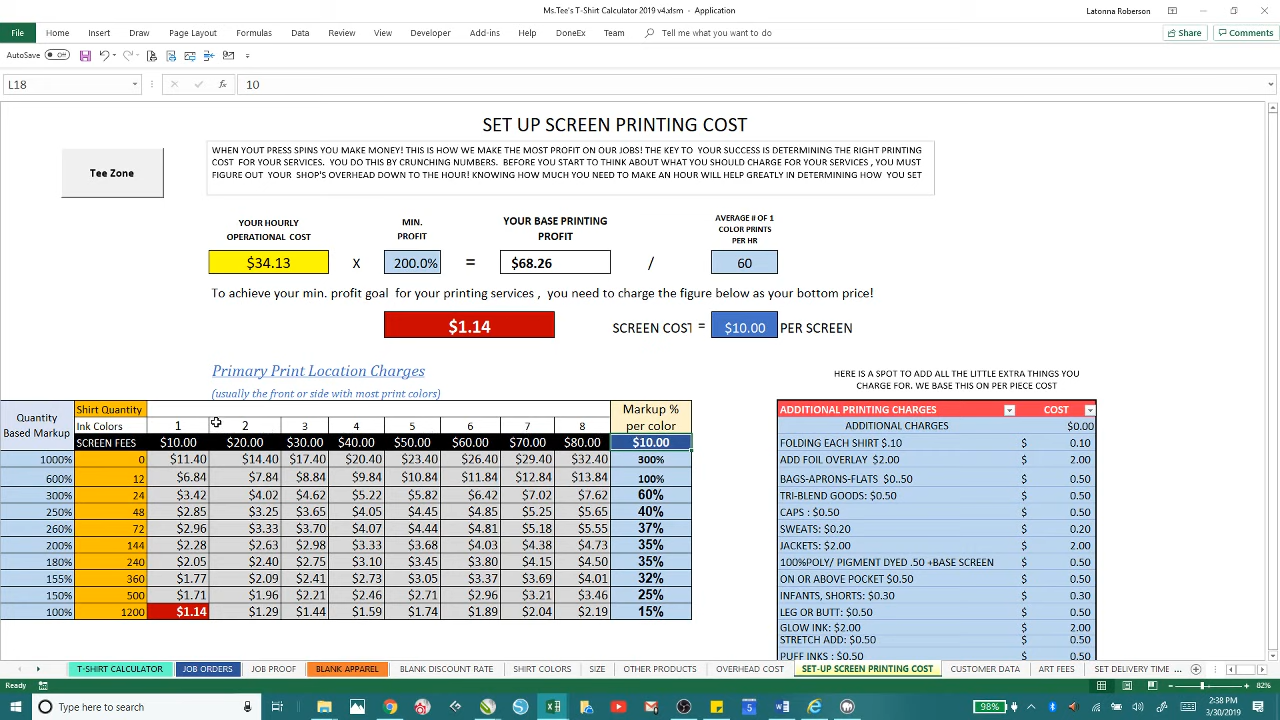 Ms.Tee's T-Shirt Calculator 2019 v4.xlsm - Application
Latonna Roberson
File Home Insert Draw Page Layout Formulas Data Review View Developer Add-ins Help DoneEx Team Tell me what you want to do Share Comments
AutoSave Off
L18 fx 10
SET UP SCREEN PRINTING COST
Tee Zone
WHEN YOUT PRESS SPINS YOU MAKE MONEY! THIS IS HOW WE MAKE THE MOST PROFIT ON OUR JOBS! THE KEY TO YOUR SUCCESS IS DETERMINING THE RIGHT PRINTING
COST FOR YOUR SERVICES. YOU DO THIS BY CRUNCHING NUMBERS. BEFORE YOU START TO THINK ABOUT WHAT YOU SHOULD CHARGE FOR YOUR SERVICES , YOU MUST
FIGURE OUT YOUR SHOP'S OVERHEAD DOWN TO THE HOUR! KNOWING HOW MUCH YOU NEED TO MAKE AN HOUR WILL HELP GREATLY IN DETERMINING HOW YOU SET
YOUR HOURLY
OPERATIONAL COST
MIN.
PROFIT
YOUR BASE PRINTING
PROFIT
AVERAGE # OF 1
COLOR PRINTS
PER HR
$34.13 X 200.0% = $68.26 / 60
To achieve your min. profit goal for your printing services , you need to charge the figure below as your bottom price!
$1.14 SCREEN COST = $10.00 PER SCREEN
Primary Print Location Charges
(usually the front or side with most print colors)
HERE IS A SPOT TO ADD ALL THE LITTLE EXTRA THINGS YOU
CHARGE FOR. WE BASE THIS ON PER PIECE COST
Quantity
Based Markup
Shirt Quantity
Markup %
per color
Ink Colors 1 2 3 4 5 6 7 8
SCREEN FEES $10.00 $20.00 $30.00 $40.00 $50.00 $60.00 $70.00 $80.00 $10.00
1000% 0 $11.40 $14.40 $17.40 $20.40 $23.40 $26.40 $29.40 $32.40 300%
600% 12 $6.84 $7.84 $8.84 $9.84 $10.84 $11.84 $12.84 $13.84 100%
300% 24 $3.42 $4.02 $4.62 $5.22 $5.82 $6.42 $7.02 $7.62 60%
250% 48 $2.85 $3.25 $3.65 $4.05 $4.45 $4.85 $5.25 $5.65 40%
260% 72 $2.96 $3.33 $3.70 $4.07 $4.44 $4.81 $5.18 $5.55 37%
200% 144 $2.28 $2.63 $2.98 $3.33 $3.68 $4.03 $4.38 $4.73 35%
180% 240 $2.05 $2.40 $2.75 $3.10 $3.45 $3.80 $4.15 $4.50 35%
155% 360 $1.77 $2.09 $2.41 $2.73 $3.05 $3.37 $3.69 $4.01 32%
150% 500 $1.71 $1.96 $2.21 $2.46 $2.71 $2.96 $3.21 $3.46 25%
100% 1200 $1.14 $1.29 $1.44 $1.59 $1.74 $1.89 $2.04 $2.19 15%
ADDITIONAL PRINTING CHARGES COST
ADDITIONAL CHARGES $0.00
FOLDING EACH SHIRT $.10 $ 0.10
ADD FOIL OVERLAY $2.00 $ 2.00
BAGS-APRONS-FLATS $0..50 $ 0.50
TRI-BLEND GOODS: $0.50 $ 0.50
CAPS : $0.50 $ 0.50
SWEATS: $0.20 $ 0.20
JACKETS: $2.00 $ 2.00
100%POLY/ PIGMENT DYED .50 +BASE SCREEN $ 0.50
ON OR ABOVE POCKET $0.50 $ 0.50
INFANTS, SHORTS: $0.30 $ 0.30
LEG OR BUTT: $0.50 $ 0.50
GLOW INK: $2.00 $ 2.00
STRETCH ADD: $0.50 $ 0.50
PUFF INKS : $0.50 $ 0.50
T-SHIRT CALCULATOR JOB ORDERS JOB PROOF BLANK APPAREL BLANK DISCOUNT RATE SHIRT COLORS SIZE OTHER PRODUCTS OVERHEAD COST SET-UP SCREEN PRINTING COST CUSTOMER DATA ART FEES SET DELIVERY TIME ...
Ready 82%
Type here to search 98% 2:38 PM
3/30/2019